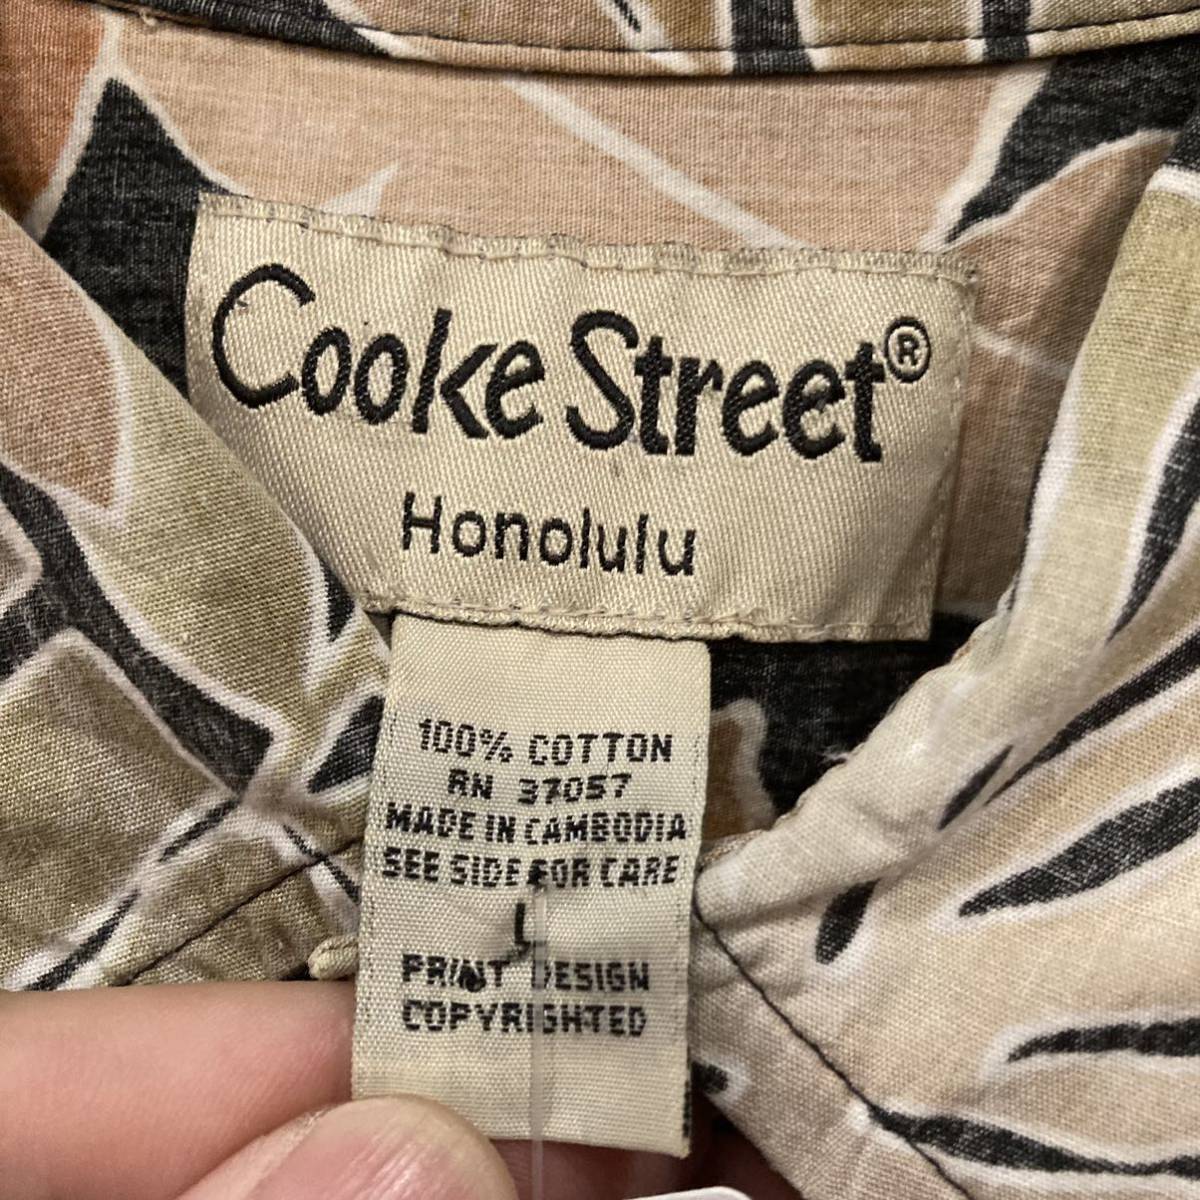 Cooke Street®
Honolulu
100% COTTON
RN 37057
MADE IN CAMBODIA
SEE SIDE FOR CARE
L
PRINT DESIGN
COPYRIGHTED